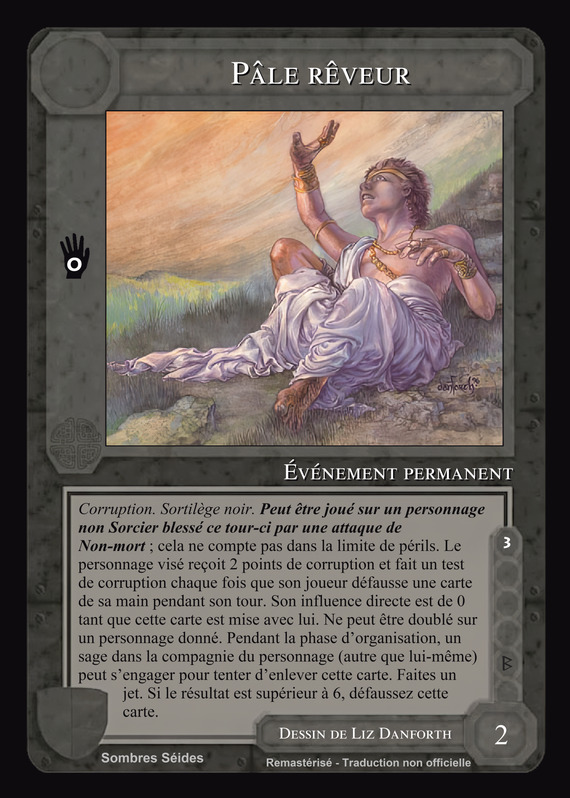 Pâle rêveur
O
danforth '96
Événement permanent
Corruption. Sortilège noir. Peut être joué sur un personnage
non Sorcier blessé ce tour-ci par une attaque de
Non-mort ; cela ne compte pas dans la limite de périls. Le
personnage visé reçoit 2 points de corruption et fait un test
de corruption chaque fois que son joueur défausse une carte
de sa main pendant son tour. Son influence directe est de 0
tant que cette carte est mise avec lui. Ne peut être doublé sur
un personnage donné. Pendant la phase d'organisation, un
sage dans la compagnie du personnage (autre que lui-même)
peut s'engager pour tenter d'enlever cette carte. Faites un
jet. Si le résultat est supérieur à 6, défaussez cette
carte.
3
Dessin de Liz Danforth
2
Sombres Séides
Remastérisé - Traduction non officielle